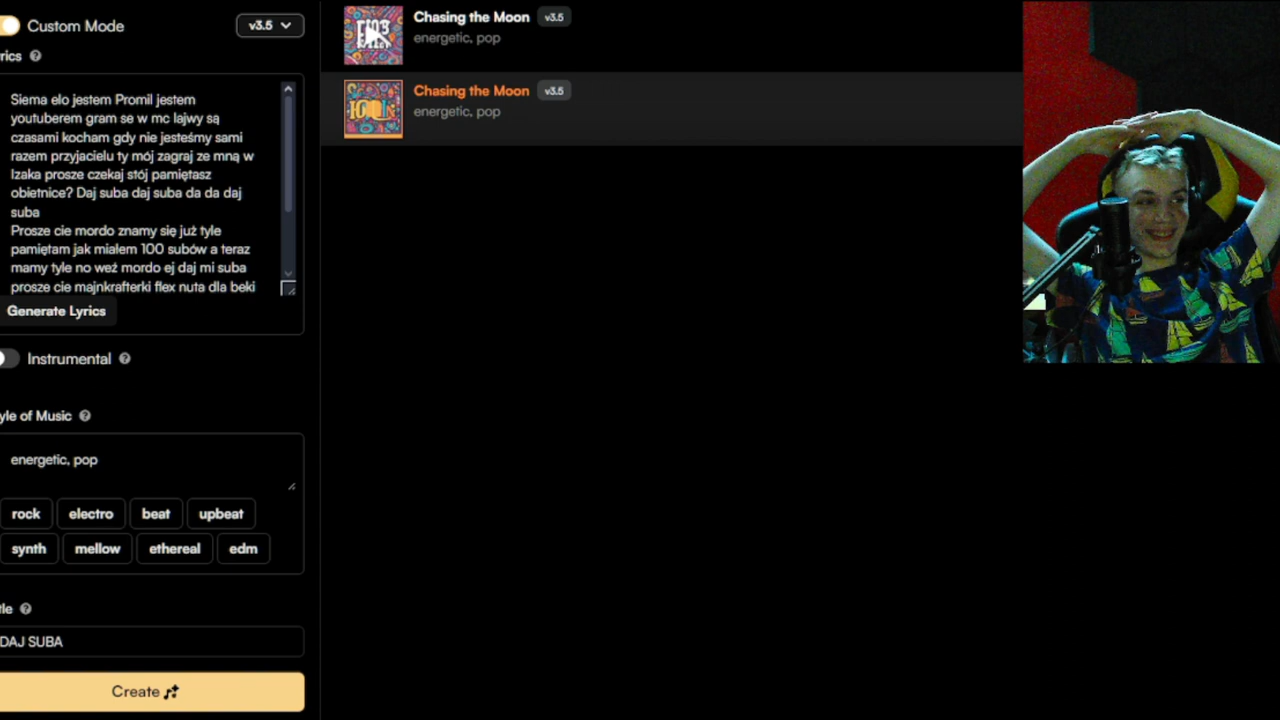 Custom Mode
v3.5
rics
Siema elo jestem Promil jestem
youtuberem gram se w mc lajwy są
czasami kocham gdy nie jesteśmy sami
razem przyjacielu ty mój zagraj ze mną w
Izaka prosze czekaj stój pamiętasz
obietnice? Daj suba daj suba da da daj
suba
Prosze cie mordo znamy się już tyle
pamiętam jak miałem 100 subów a teraz
mamy tyle no weź mordo ej daj mi suba
prosze cie majnkrafterki flex nuta dla beki
Generate Lyrics
Instrumental
yle of Music
energetic, pop
rock electro beat upbeat
synth mellow ethereal edm
tle
DAJ SUBA
Create
Chasing the Moon v3.5
energetic, pop
Chasing the Moon v3.5
energetic, pop